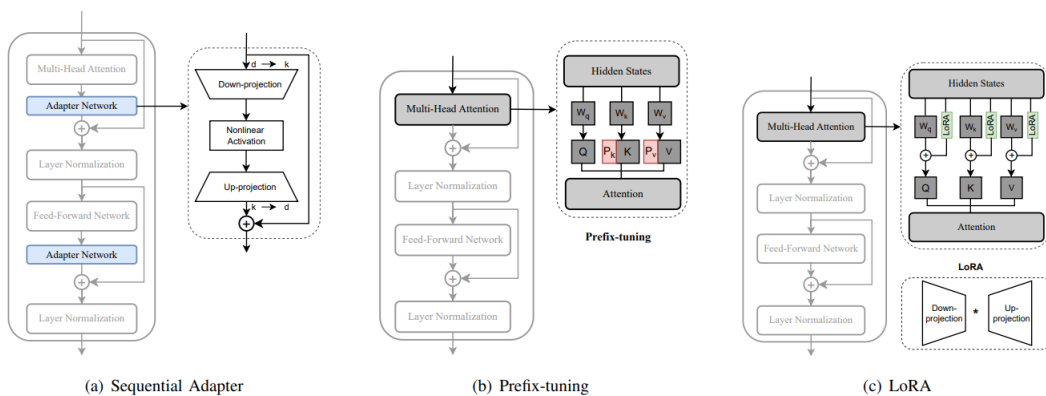 Multi-Head Attention
Adapter Network
+
Layer Normalization
Feed-Forward Network
Adapter Network
+
Layer Normalization
d → k
Down-projection
Nonlinear
Activation
Up-projection
k → d
+
(a) Sequential Adapter
Multi-Head Attention
+
Layer Normalization
Feed-Forward Network
+
Layer Normalization
Hidden States
Wq Wk Wv
Q Pk K Pv V
Attention
Prefix-tuning
(b) Prefix-tuning
Multi-Head Attention
+
Layer Normalization
Feed-Forward Network
+
Layer Normalization
Hidden States
Wq LoRA Wk LoRA Wv LoRA
+ + +
Q K V
Attention
LoRA
Down-
projection
*
Up-
projection
(c) LoRA